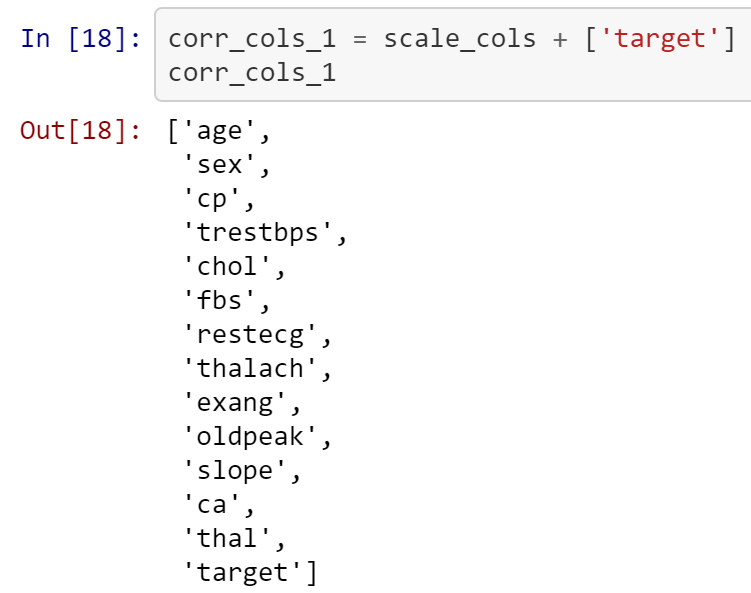 In [18]: corr_cols_1 = scale_cols + ['target']
corr_cols_1
Out[18]: ['age',
'sex',
'cp',
'trestbps',
'chol',
'fbs',
'restecg',
'thalach',
'exang',
'oldpeak',
'slope',
'ca',
'thal',
'target']